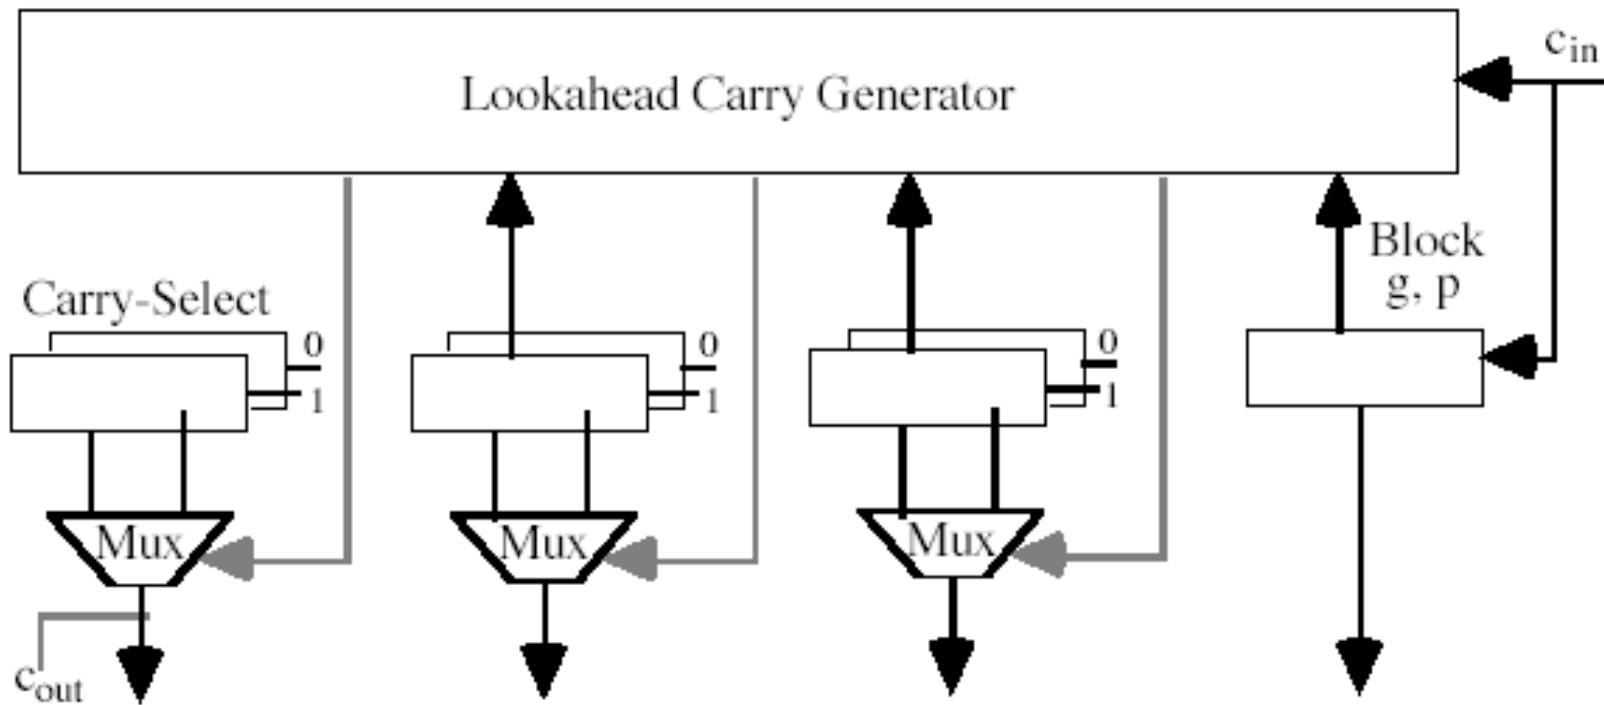 c_in
Lookahead Carry Generator
Block
g, p
Carry-Select
0
1
0
1
0
1
Mux
Mux
Mux
c_out